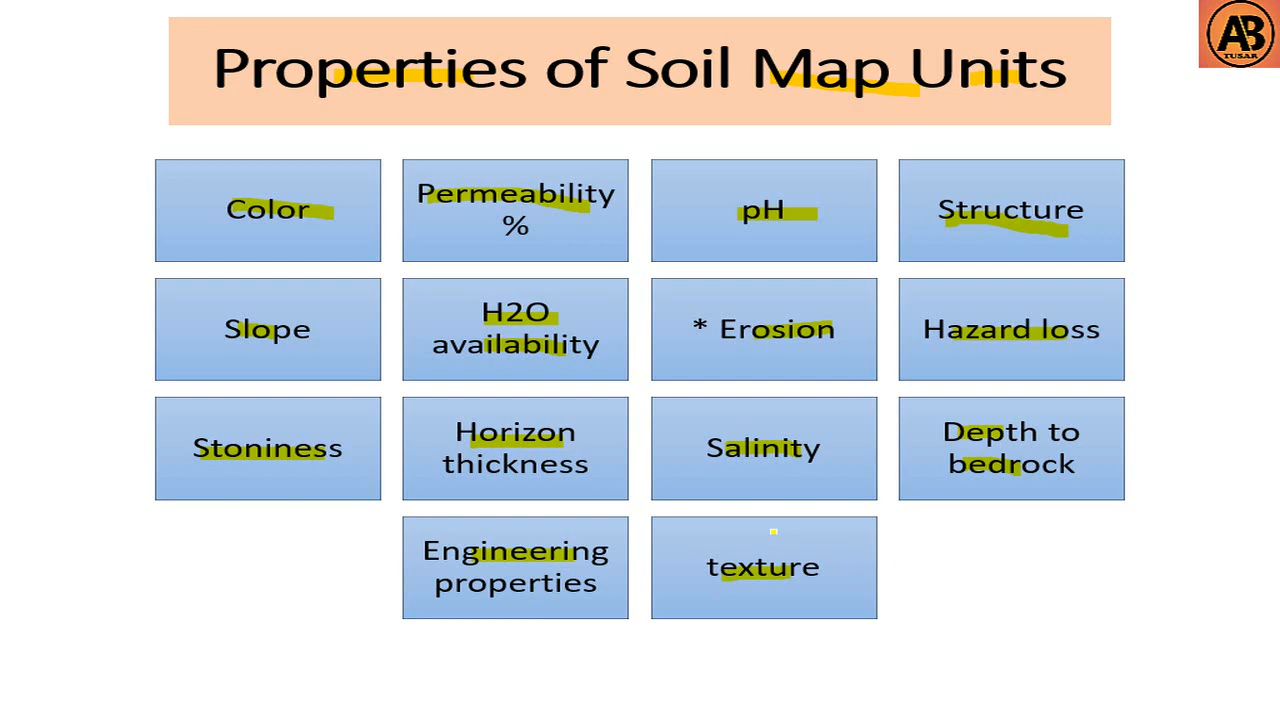 Properties of Soil Map Units
AB
TUSAR
Color
Permeability
%
pH
Structure
Slope
H2O
availability
* Erosion
Hazard loss
Stoniness
Horizon
thickness
Salinity
Depth to
bedrock
Engineering
properties
texture